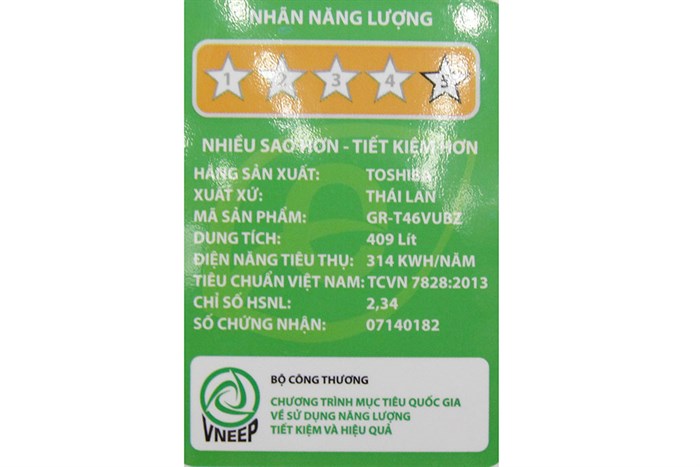 NHÃN NĂNG LƯỢNG
1 2 3 4 5
NHIỀU SAO HƠN - TIẾT KIỆM HƠN
HÃNG SẢN XUẤT: TOSHIBA
XUẤT XỨ: THÁI LAN
MÃ SẢN PHẨM: GR-T46VUBZ
DUNG TÍCH: 409 Lít
ĐIỆN NĂNG TIÊU THỤ: 314 KWH/NĂM
TIÊU CHUẨN VIỆT NAM: TCVN 7828:2013
CHỈ SỐ HSNL: 2,34
SỐ CHỨNG NHẬN: 07140182
BỘ CÔNG THƯƠNG
CHƯƠNG TRÌNH MỤC TIÊU QUỐC GIA
VỀ SỬ DỤNG NĂNG LƯỢNG
TIẾT KIỆM VÀ HIỆU QUẢ
VNEEP